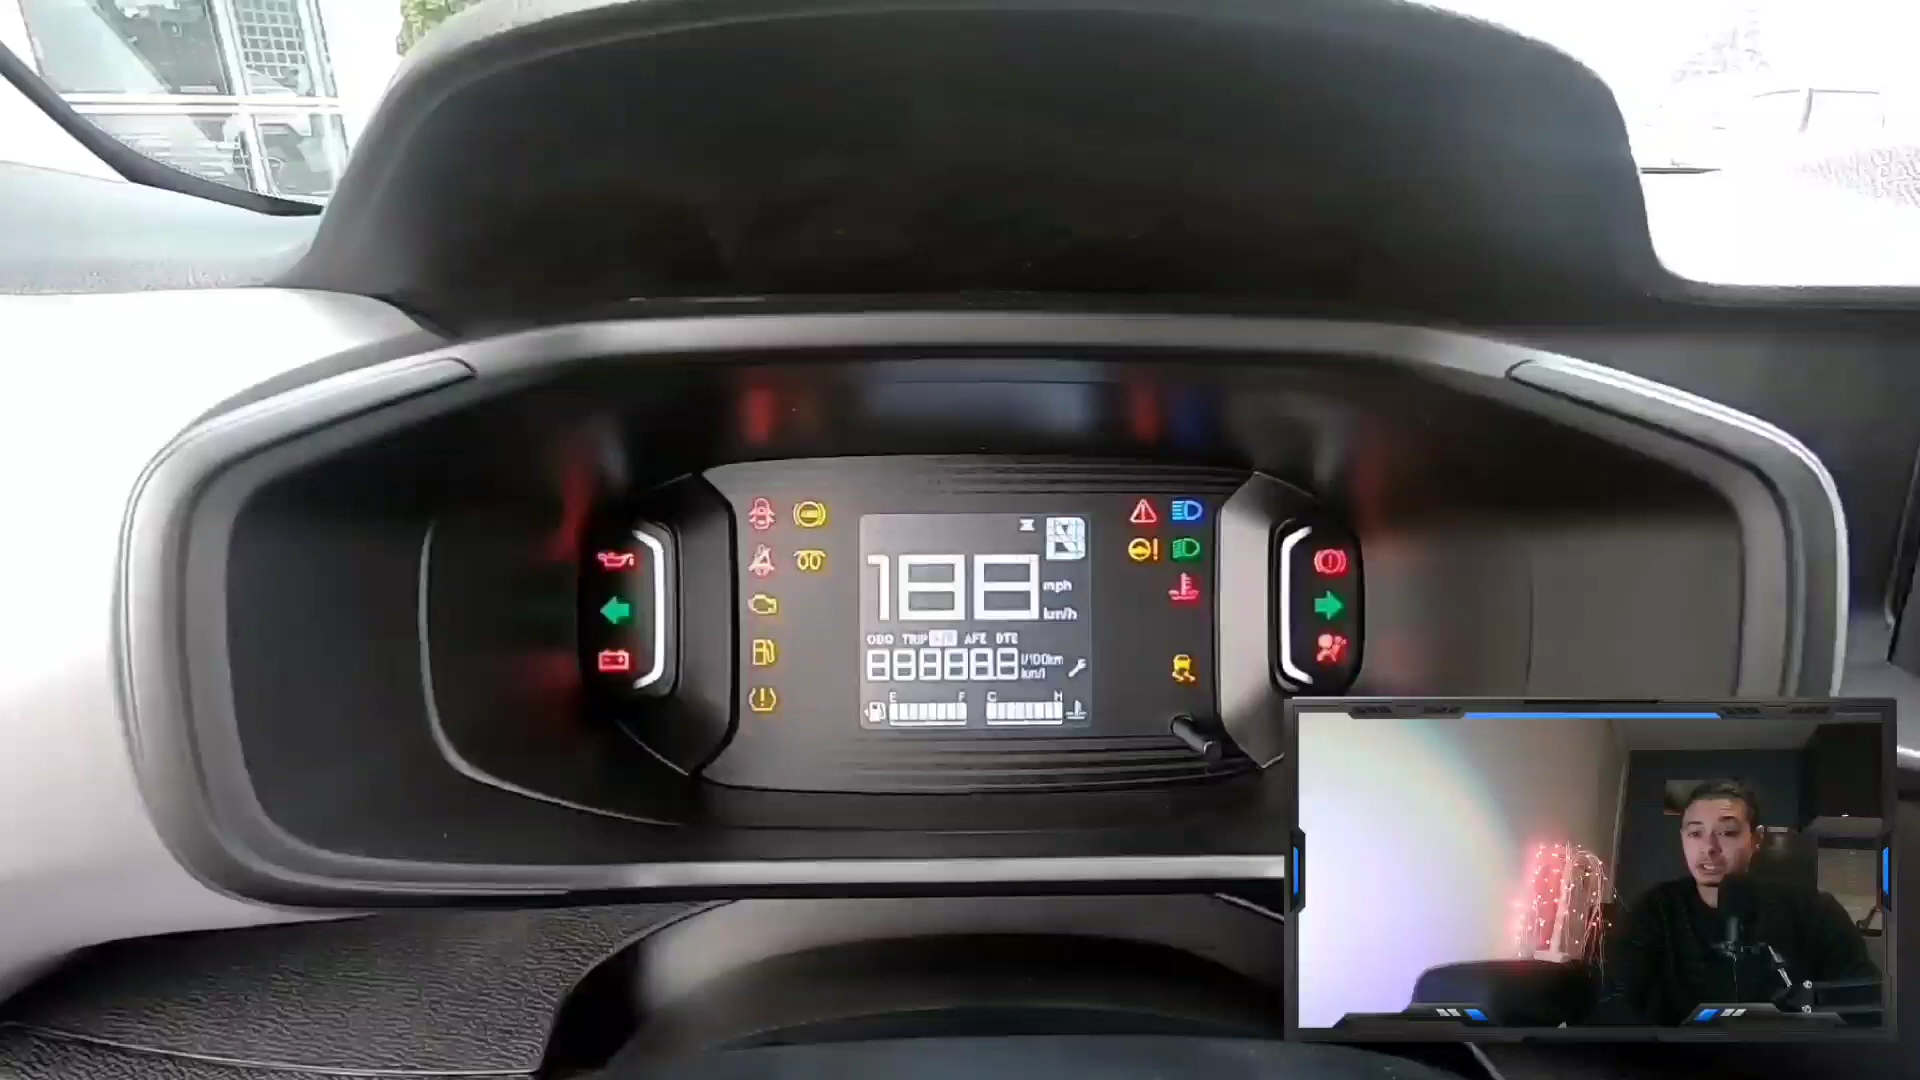 188
mph
km/h
ODO TRIP AFE DTE
888888
l/100km
km/l
E F C H